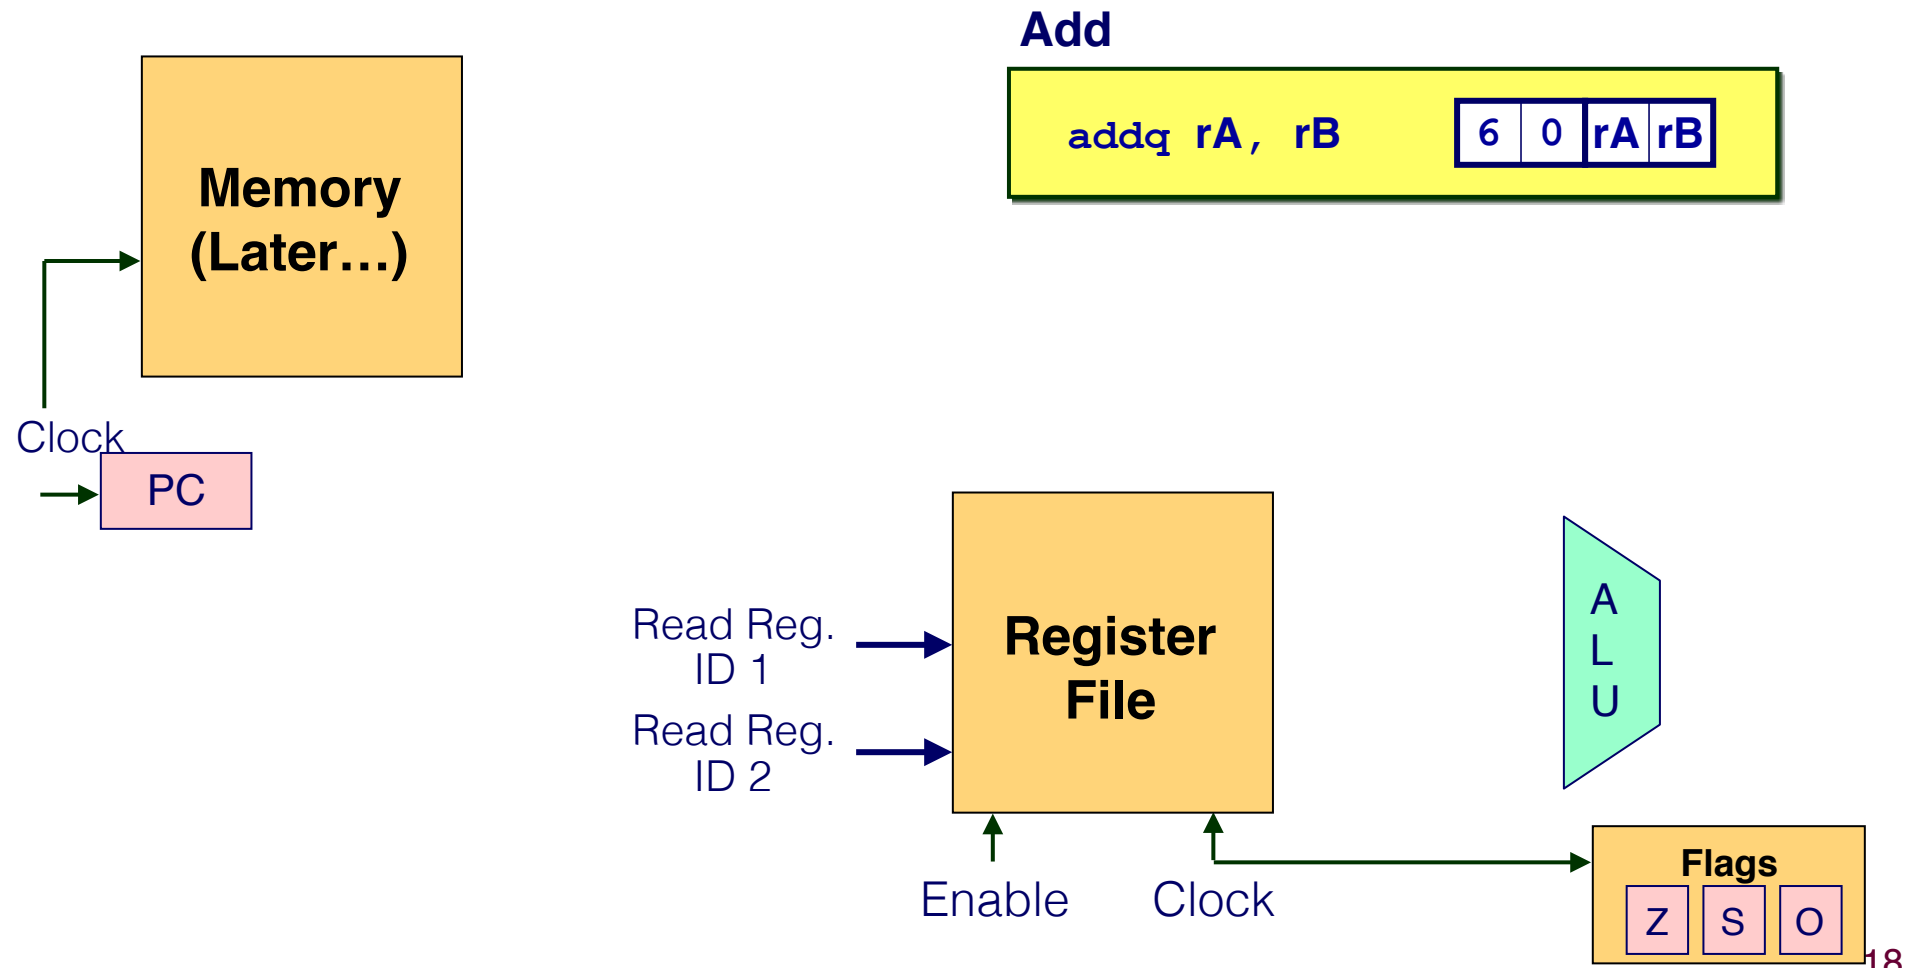 Add
addq rA, rB
6 0 rA rB
Memory
(Later…)
Clock
PC
Read Reg.
ID 1
Read Reg.
ID 2
Register
File
A
L
U
Enable
Clock
Flags
Z S O
18